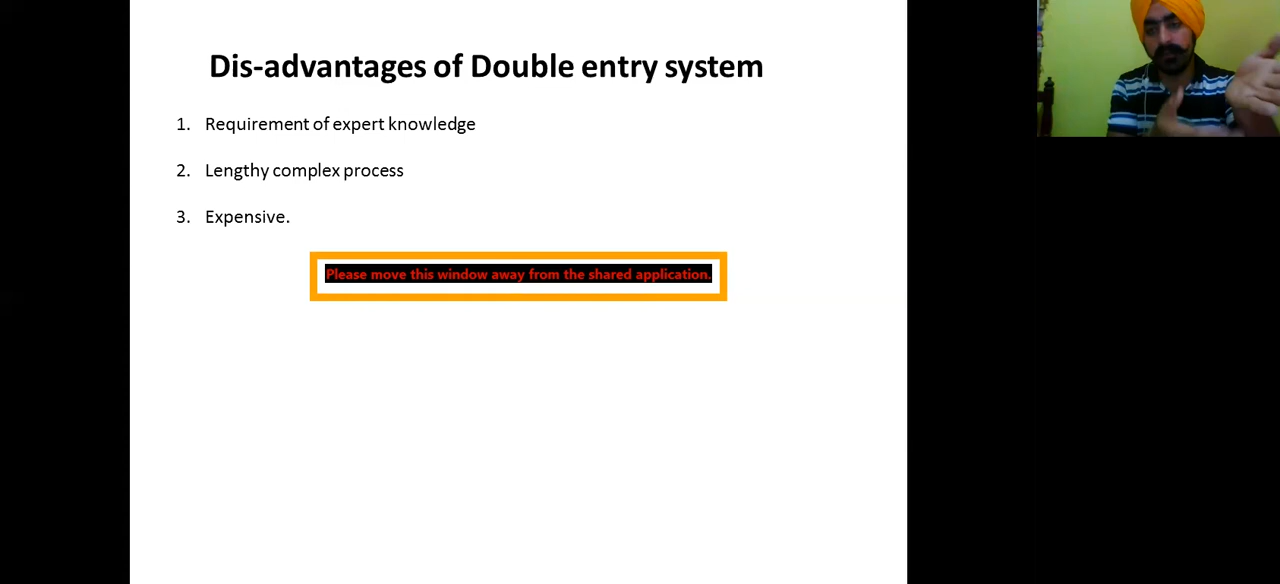 Dis-advantages of Double entry system
1. Requirement of expert knowledge
2. Lengthy complex process
3. Expensive.
Please move this window away from the shared application.